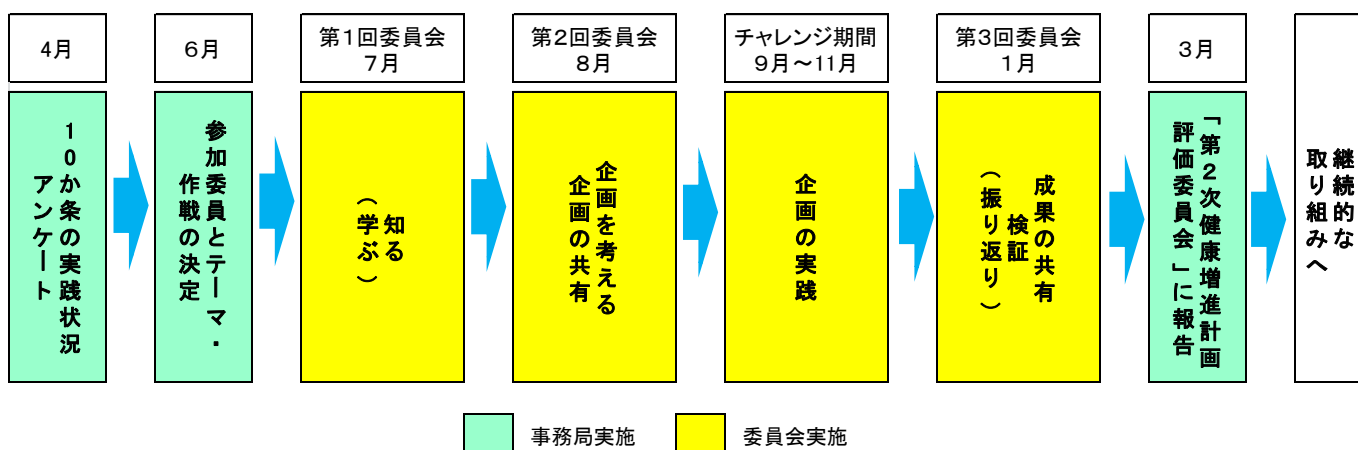 4月
10か条の実践状況
アンケート
6月
参加委員とテーマ・
作戦の決定
第1回委員会
7月
知る
（学ぶ）
第2回委員会
8月
企画を考える
企画の共有
チャレンジ期間
9月～11月
企画の実践
第3回委員会
1月
成果の共有
検証
（振り返り）
3月
「第2次健康増進計画
評価委員会」に報告
継続的な
取り組みへ
事務局実施
委員会実施